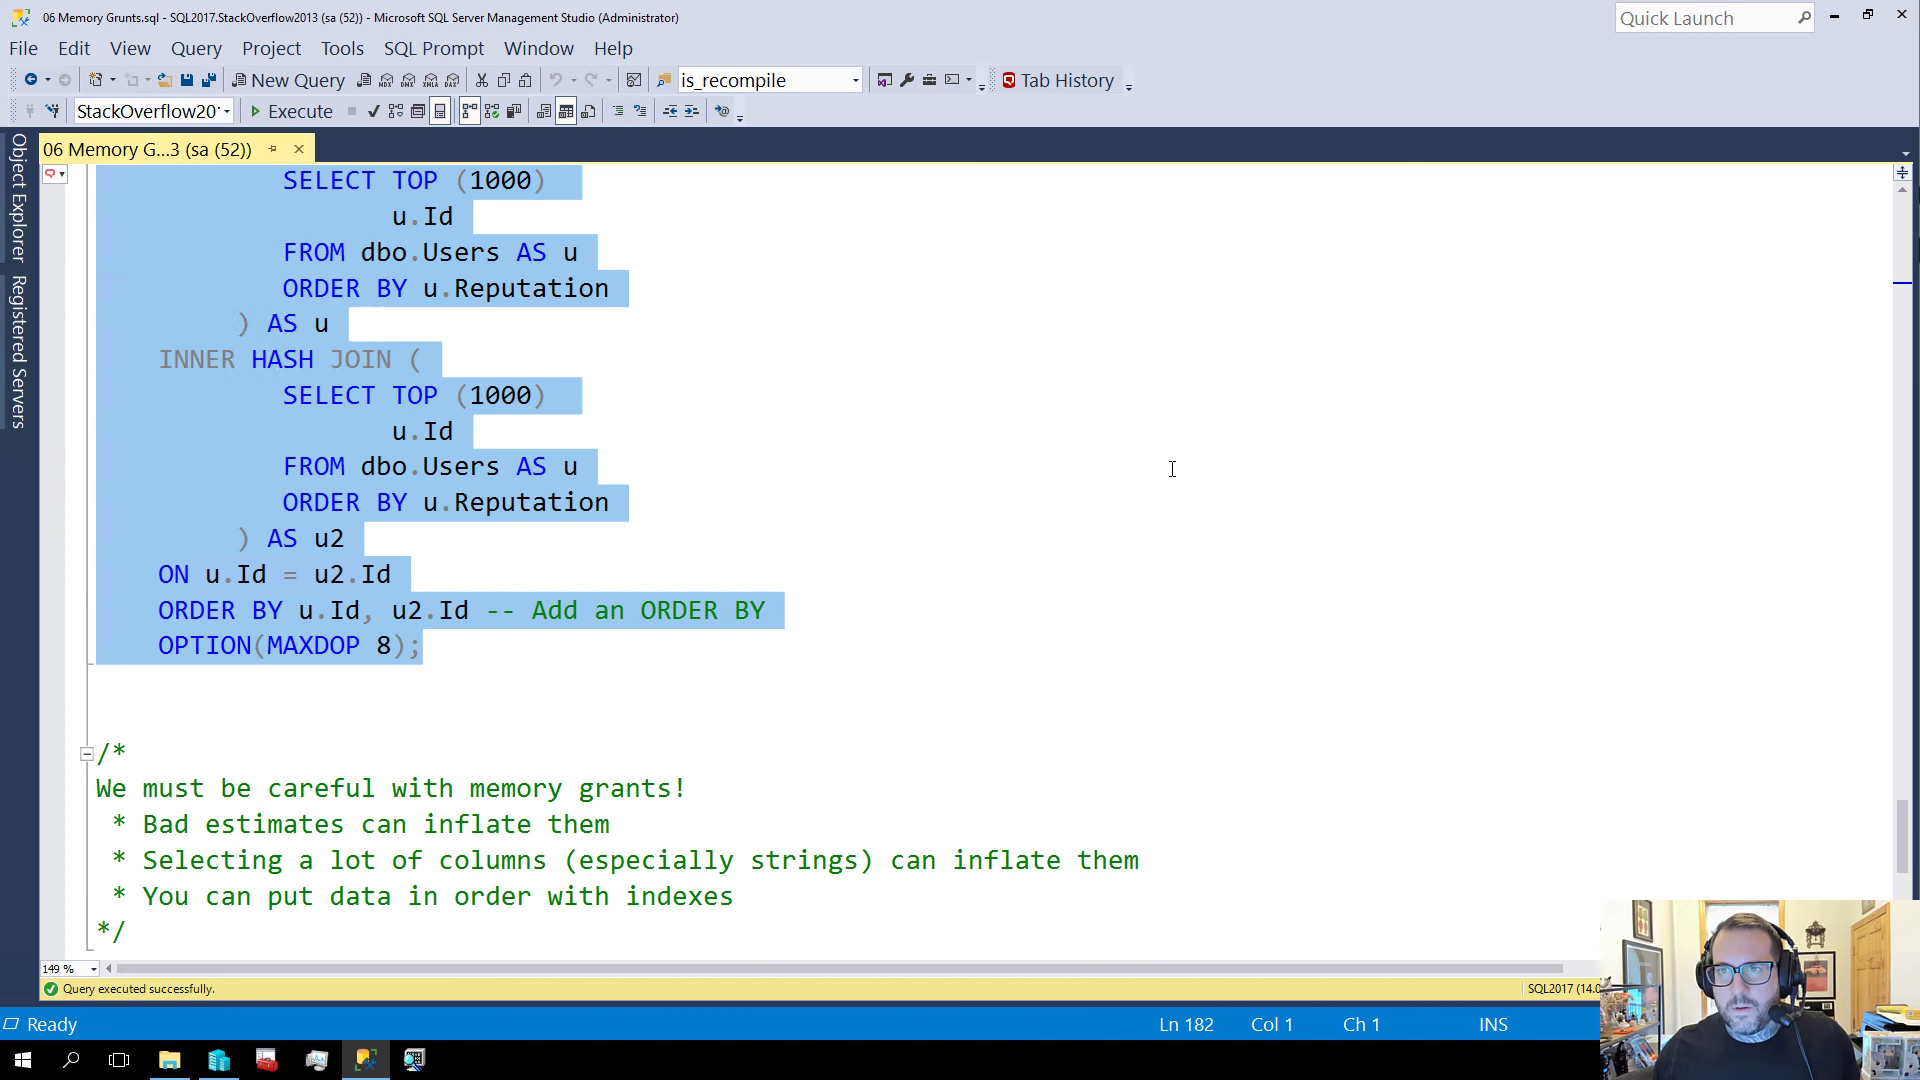 06 Memory Grunts.sql - SQL2017.StackOverflow2013 (sa (52)) - Microsoft SQL Server Management Studio (Administrator)
Quick Launch
File Edit View Query Project Tools SQL Prompt Window Help
New Query
is_recompile
Tab History
StackOverflow20
Execute
06 Memory G...3 (sa (52))
Object Explorer
Registered Servers
SELECT TOP (1000)
u.Id
FROM dbo.Users AS u
ORDER BY u.Reputation
) AS u
INNER HASH JOIN (
SELECT TOP (1000)
u.Id
FROM dbo.Users AS u
ORDER BY u.Reputation
) AS u2
ON u.Id = u2.Id
ORDER BY u.Id, u2.Id -- Add an ORDER BY
OPTION(MAXDOP 8);
/*
We must be careful with memory grants!
* Bad estimates can inflate them
* Selecting a lot of columns (especially strings) can inflate them
* You can put data in order with indexes
*/
149 %
Query executed successfully.
SQL2017 (14.0
Ready
Ln 182 Col 1 Ch 1 INS